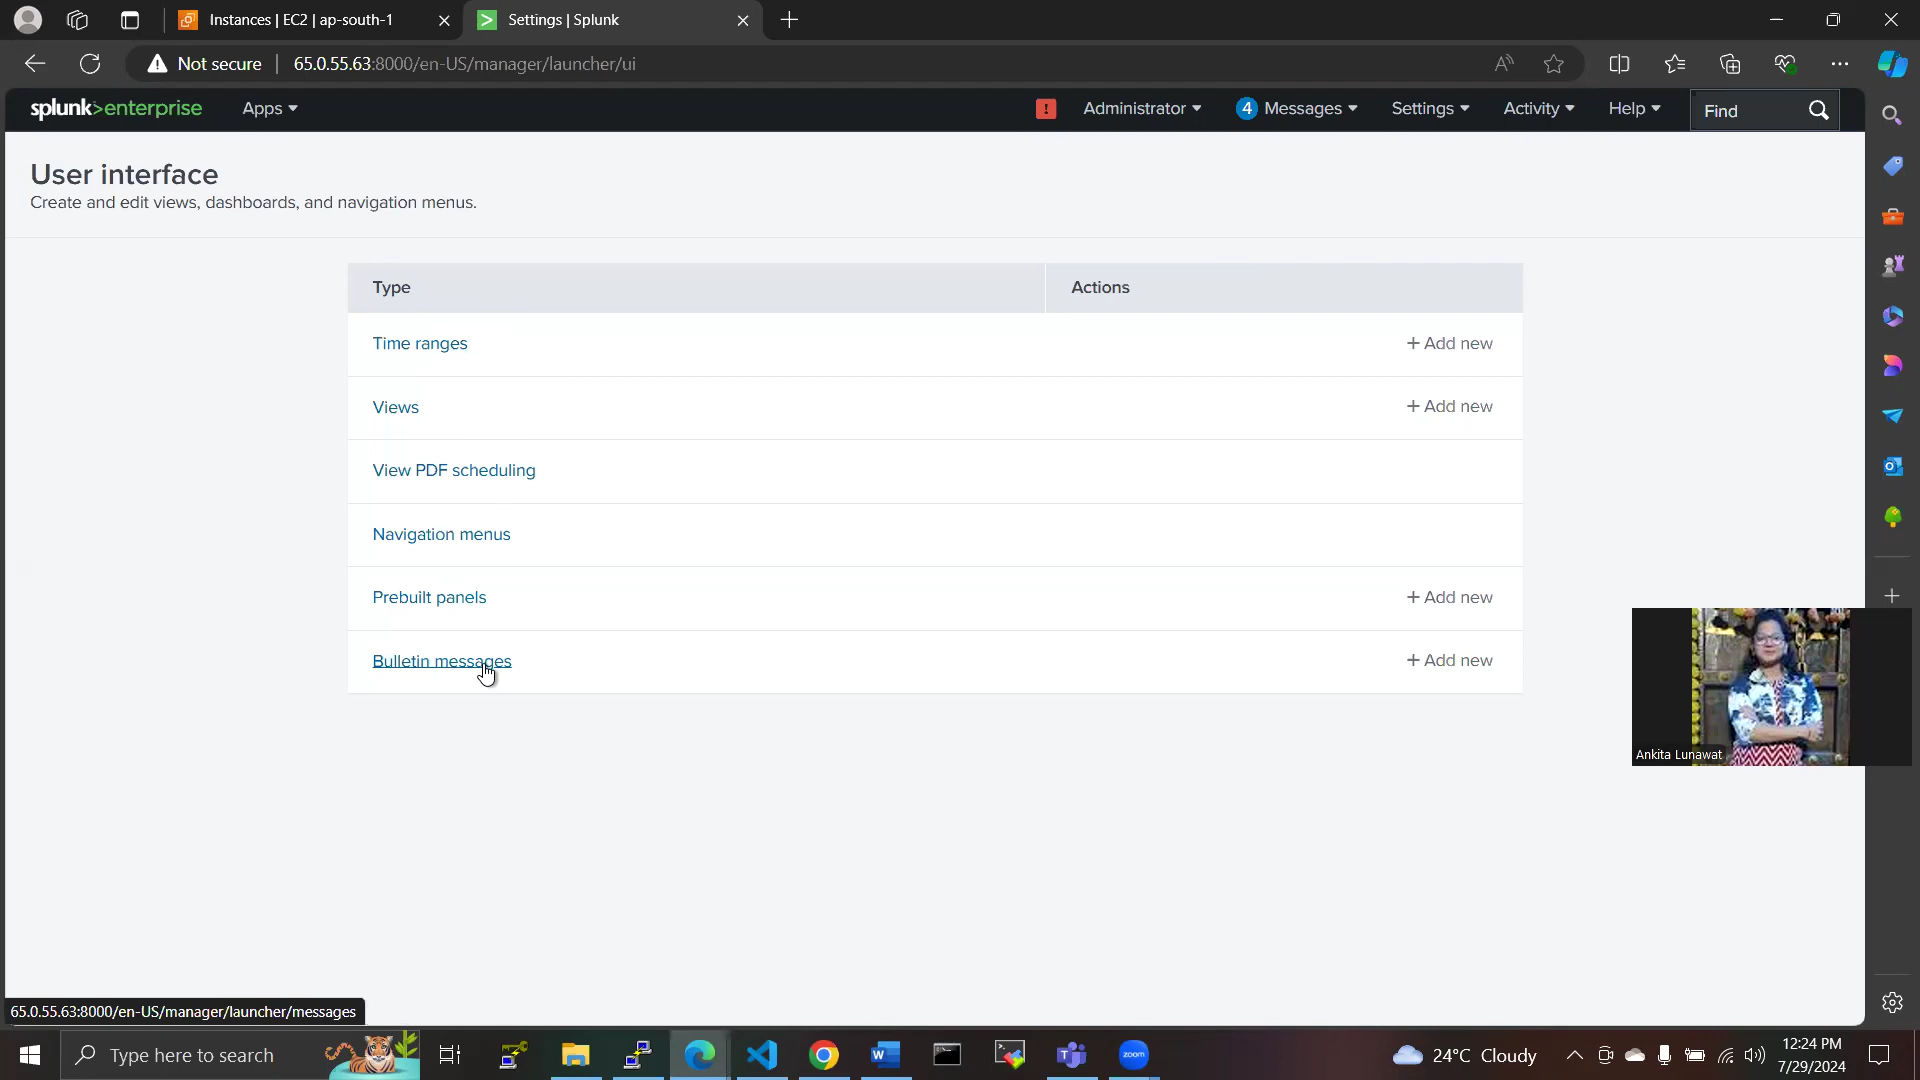 Instances | EC2 | ap-south-1
Settings | Splunk
Not secure
65.0.55.63:8000/en-US/manager/launcher/ui
splunk>enterprise
Apps
Administrator
4
Messages
Settings
Activity
Help
Find
User interface
Create and edit views, dashboards, and navigation menus.
Type
Actions
Time ranges
+ Add new
Views
+ Add new
View PDF scheduling
Navigation menus
Prebuilt panels
+ Add new
Bulletin messages
+ Add new
Ankita Lunawat
65.0.55.63:8000/en-US/manager/launcher/messages
Type here to search
zoom
24°C Cloudy
12:24 PM
7/29/2024